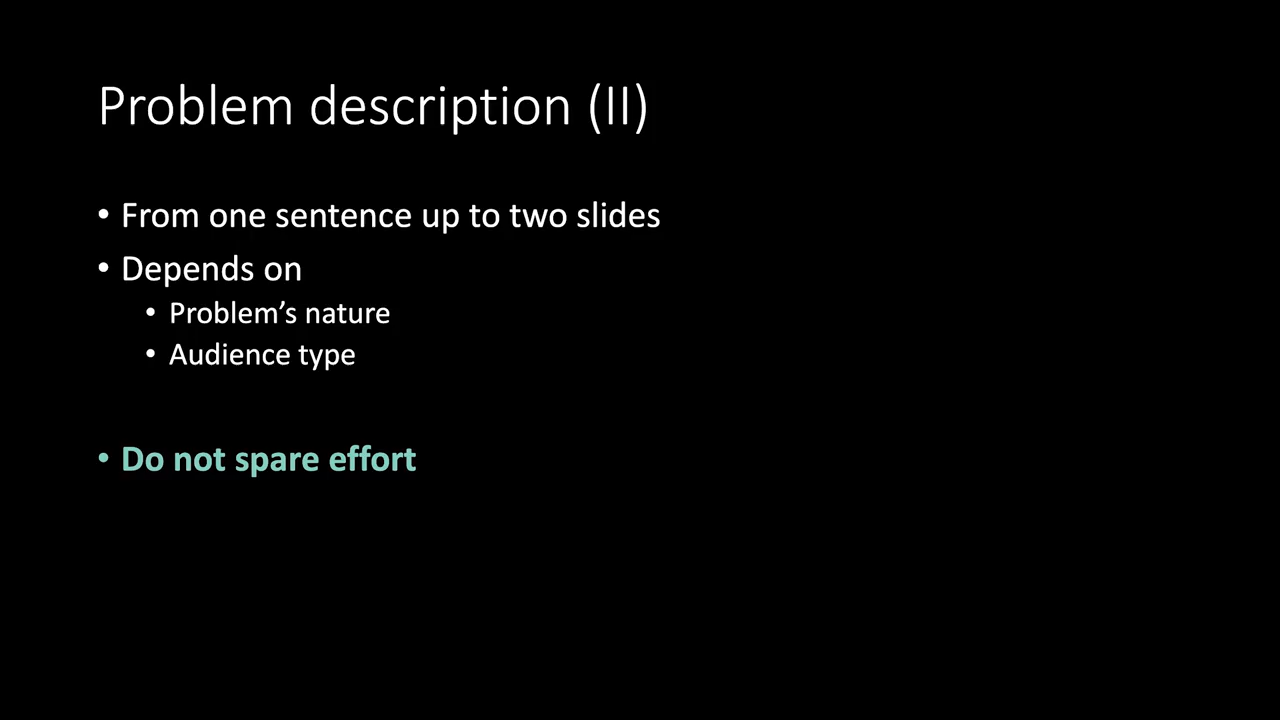 Problem description (II)
• From one sentence up to two slides
• Depends on
• Problem’s nature
• Audience type
• Do not spare effort